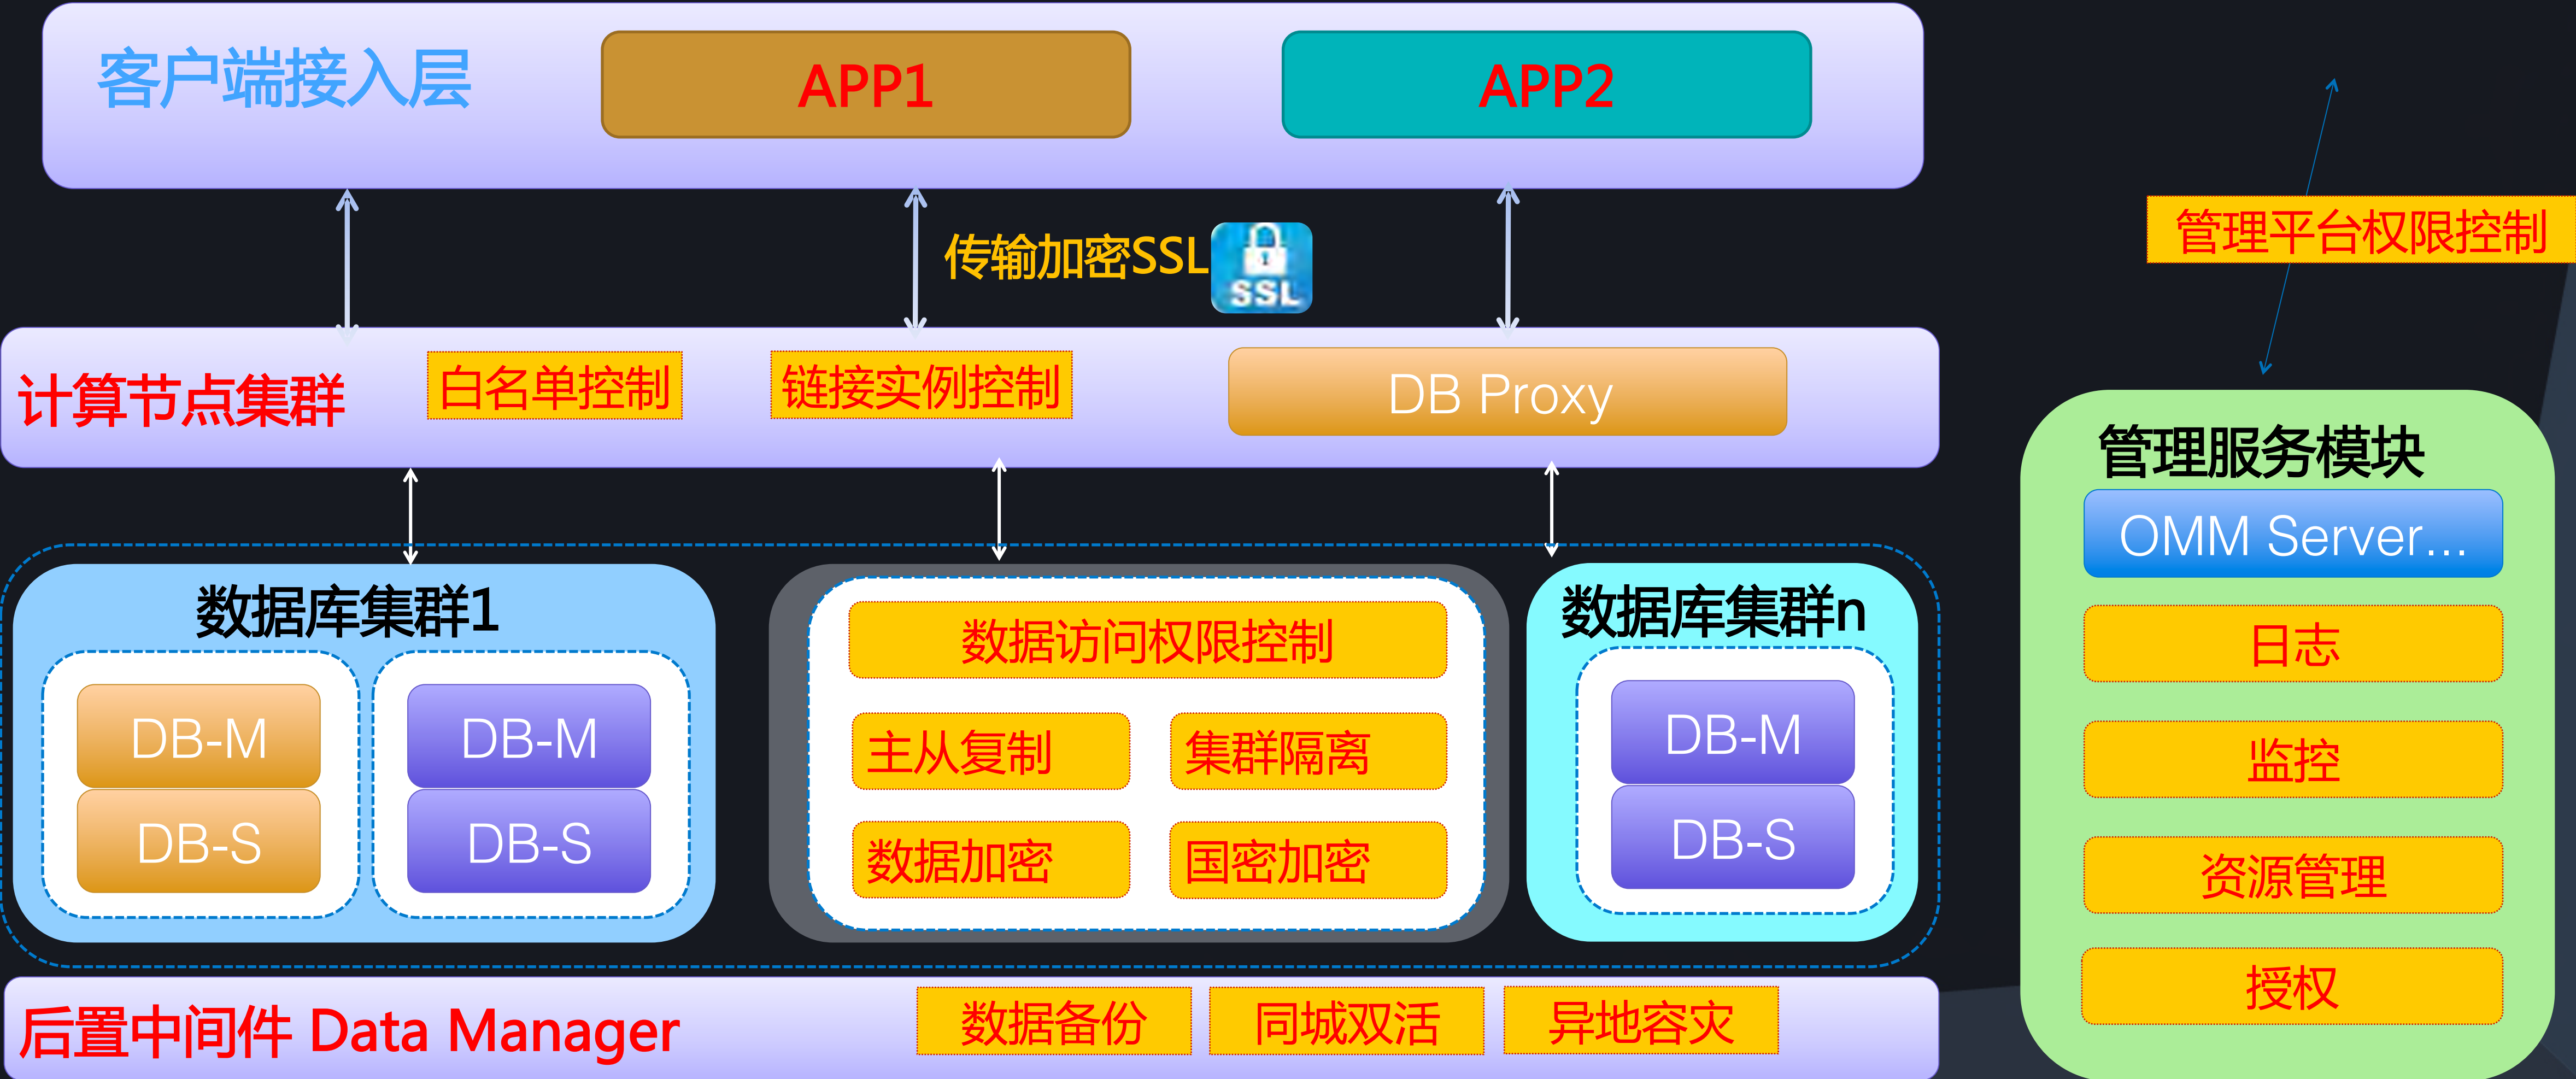 客户端接入层
APP1
APP2
传输加密SSL
SSL
管理平台权限控制
计算节点集群
白名单控制
链接实例控制
DB Proxy
数据库集群1
DB-M
DB-S
DB-M
DB-S
数据访问权限控制
主从复制
集群隔离
数据加密
国密加密
数据库集群n
DB-M
DB-S
后置中间件 Data Manager
数据备份
同城双活
异地容灾
管理服务模块
OMM Server...
日志
监控
资源管理
授权